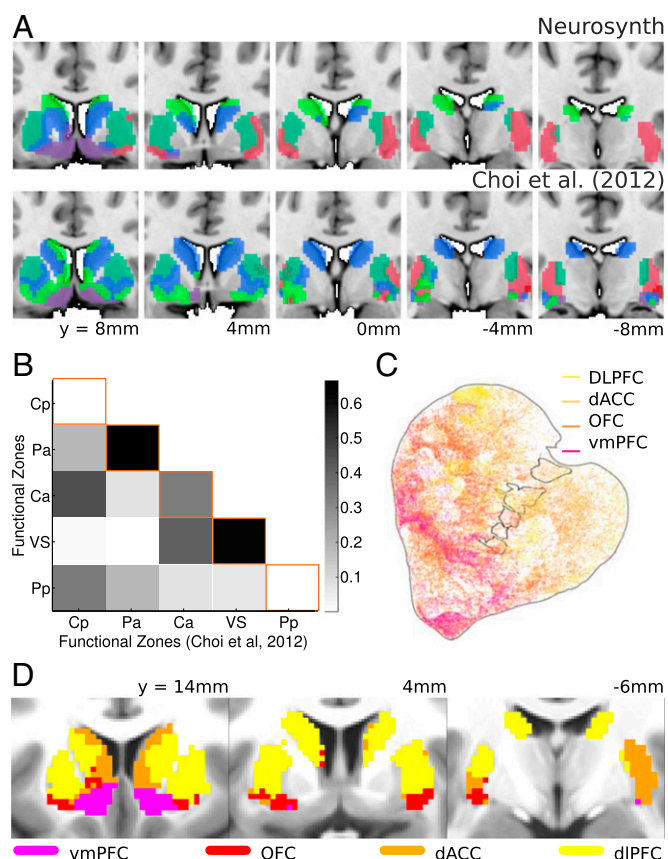 A
Neurosynth
Choi et al. (2012)
y = 8mm 4mm 0mm -4mm -8mm
B
Functional Zones
Cp
Pa
Ca
VS
Pp
Cp Pa Ca VS Pp
Functional Zones (Choi et al, 2012)
0.6
0.5
0.4
0.3
0.2
0.1
C
DLPFC
dACC
OFC
vmPFC
D
y = 14mm 4mm -6mm
vmPFC OFC dACC dlPFC